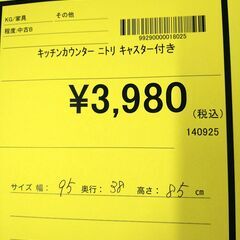 KG/家具 その他
程度:中古B
99290000018025
キッチンカウンター ニトリ キャスター付き
¥3,980
(税込)
140925
サイズ 幅: 95 奥行: 38 高さ: 85 cm